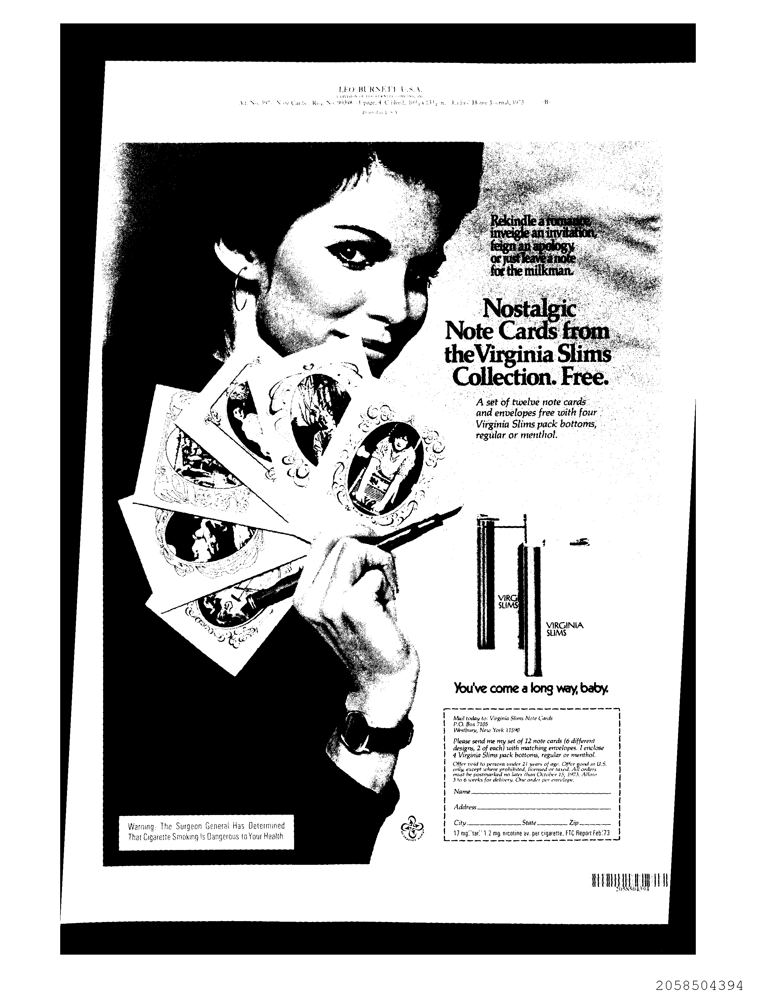 LEO BURNETT U.S.A.
Rekindle a romance,
inveigle an invitation,
feign an apology,
or just leave a note
for the milkman.
Nostalgic
Note Cards from
the Virginia Slims
Collection. Free.
A set of twelve note cards
and envelopes free with four
Virginia Slims pack bottoms,
regular or menthol.
VIRGINIA
SLIMS
You've come a long way, baby.
Mail today to: Virginia Slims Note Cards
P.O. Box 7105
Westbury, New York 11590
Please send me my set of 12 note cards (6 different
designs, 2 of each) with matching envelopes. I enclose
4 Virginia Slims pack bottoms, regular or menthol.
Offer void to persons under 21 years of age. Offer good in U.S.
only, except where prohibited, licensed or taxed. All orders
must be postmarked no later than October 15, 1973. Allow
3 to 6 weeks for delivery. One order per envelope.
Name
Address
City State Zip
17 mg. "tar," 1.2 mg. nicotine av. per cigarette, FTC Report Feb. '73
Warning: The Surgeon General Has Determined
That Cigarette Smoking Is Dangerous to Your Health
2058504394
2058504394